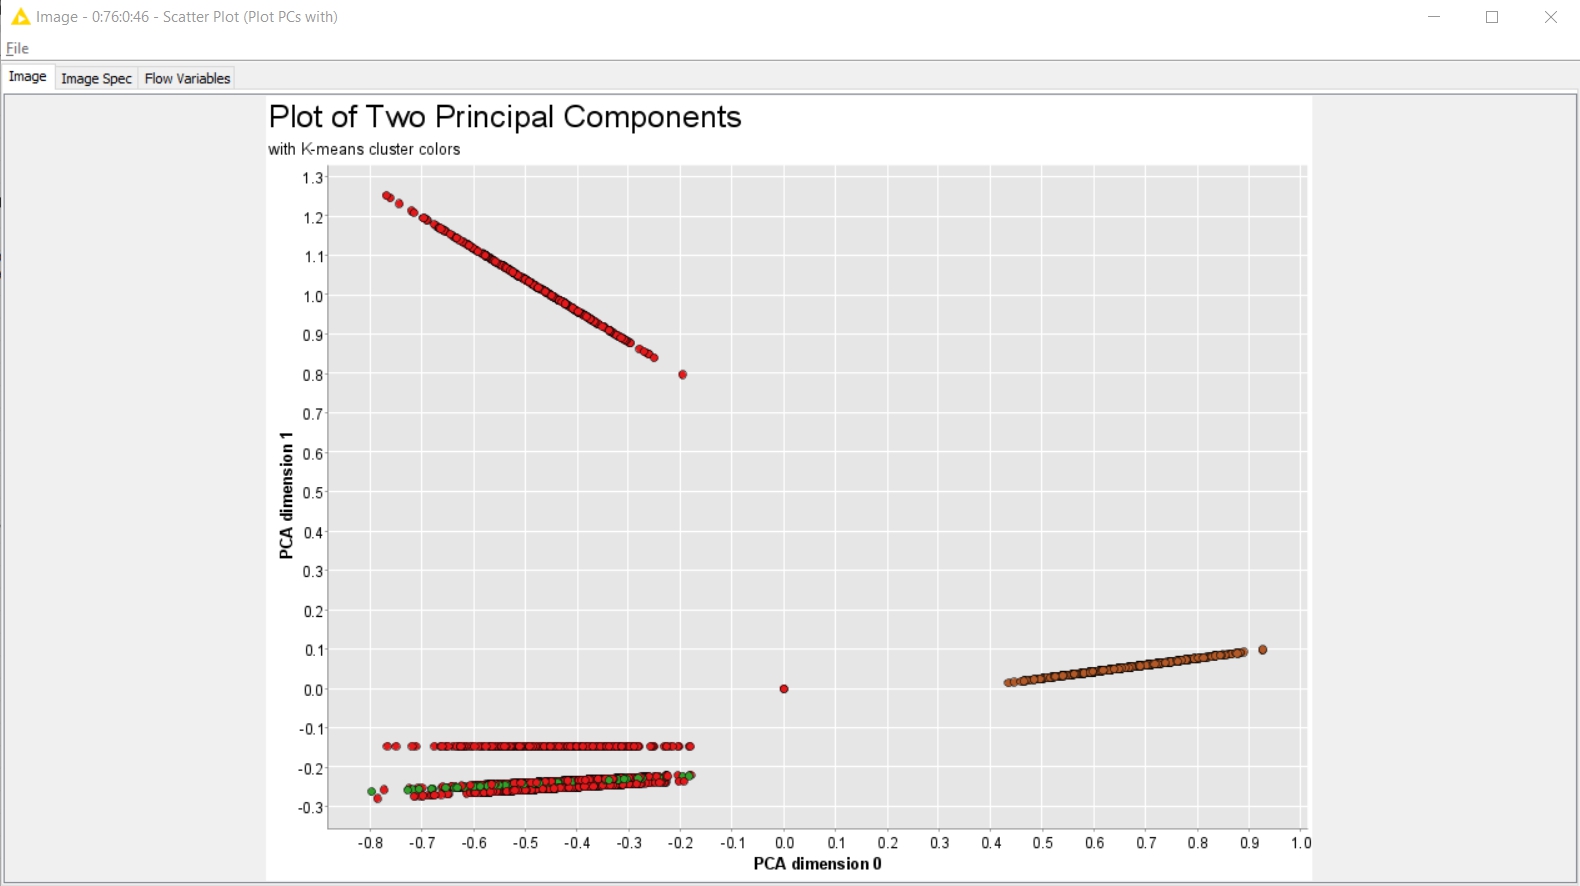 Image - 0:76:0:46 - Scatter Plot (Plot PCs with)
File
Image Image Spec Flow Variables
Plot of Two Principal Components
with K-means cluster colors
1.3
1.2
1.1
1.0
0.9
0.8
0.7
0.6
0.5
0.4
0.3
0.2
0.1
0.0
-0.1
-0.2
-0.3
PCA dimension 1
-0.8 -0.7 -0.6 -0.5 -0.4 -0.3 -0.2 -0.1 0.0 0.1 0.2 0.3 0.4 0.5 0.6 0.7 0.8 0.9 1.0
PCA dimension 0